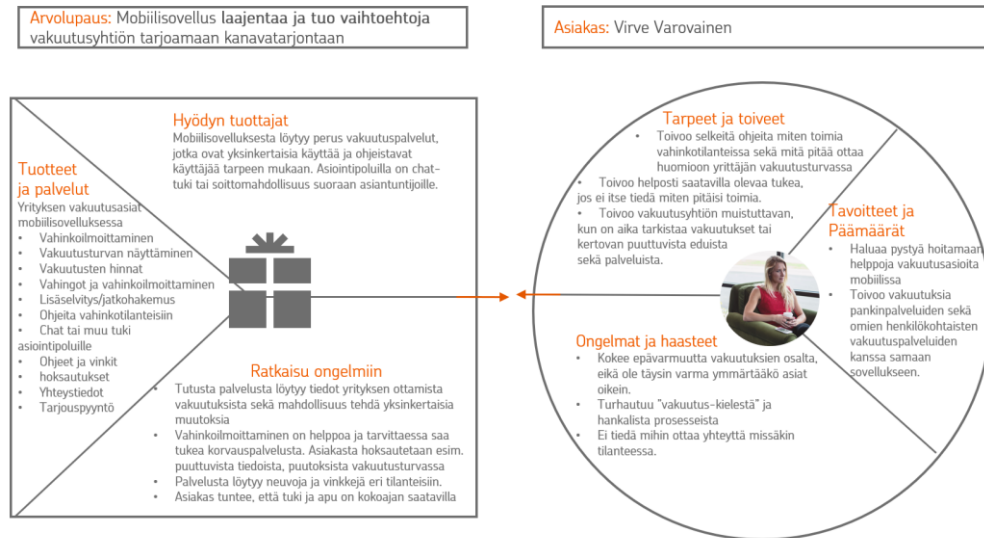 Arvolupaus: Mobiilisovellus laajentaa ja tuo vaihtoehtoja
vakuutusyhtiön tarjoamaan kanavatarjontaan
Asiakas: Virve Varovainen
Hyödyn tuottajat
Mobiilisovelluksesta löytyy perus vakuutuspalvelut,
jotka ovat yksinkertaisia käyttää ja ohjeistavat
käyttäjää tarpeen mukaan. Asiointipoluilla on chat-
tuki tai soittomahdollisuus suoraan asiantuntijoille.
Tuotteet
ja palvelut
Yrityksen vakuutusasiat
mobiilisovelluksessa
• Vahinkoilmoittaminen
• Vakuutusturvan näyttäminen
• Vakuutusten hinnat
• Vahingot ja vahinkoilmoittaminen
• Lisäselvitys/jatkohakemus
• Ohjeita vahinkotilanteisiin
• Chat tai muu tuki
asiointipoluille
• Ohjeet ja vinkit
• hoksautukset
• Yhteystiedot
• Tarjouspyyntö
Ratkaisu ongelmiin
• Tutusta palvelusta löytyy tiedot yrityksen ottamista
vakuutuksista sekä mahdollisuus tehdä yksinkertaisia
muutoksia
• Vahinkoilmoittaminen on helppoa ja tarvittaessa saa
tukea korvauspalvelusta. Asiakasta hoksautetaan esim.
puuttuvista tiedoista, puutoksista vakuutusturvassa
• Palvelusta löytyy neuvoja ja vinkkejä eri tilanteisiin.
• Asiakas tuntee, että tuki ja apu on kokoajan saatavilla
Tarpeet ja toiveet
• Toivoo selkeitä ohjeita miten toimia
vahinkotilanteissa sekä mitä pitää ottaa
huomioon yrittäjän vakuutusturvassa
• Toivoo helposti saatavilla olevaa tukea,
jos ei itse tiedä miten pitäisi toimia.
• Toivoo vakuutusyhtiön muistuttavan,
kun on aika tarkistaa vakuutukset tai
kertovan puuttuvista eduista
sekä palveluista.
Tavoitteet ja
Päämäärät
• Haluaa pystyä hoitamaan
helppoja vakuutusasioita
mobiilissa
• Toivoo vakuutuksia
pankinpalveluiden sekä
omien henkilökohtaisten
vakuutuspalveluiden
kanssa samaan
sovellukseen.
Ongelmat ja haasteet
• Kokee epävarmuutta vakuutuksien osalta,
eikä ole täysin varma ymmärtääkö asiat
oikein.
• Turhautuu "vakuutus-kielestä" ja
hankalista prosesseista
• Ei tiedä mihin ottaa yhteyttä missäkin
tilanteessa.